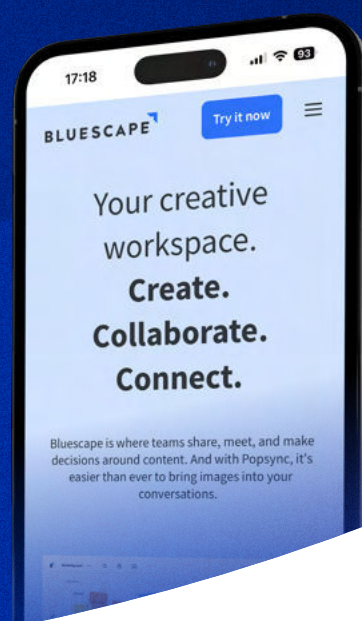 17:18
93
BLUESCAPE
Try it now
Your creative
workspace.
Create.
Collaborate.
Connect.
Bluescape is where teams share, meet, and make
decisions around content. And with Popsync, it's
easier than ever to bring images into your
conversations.